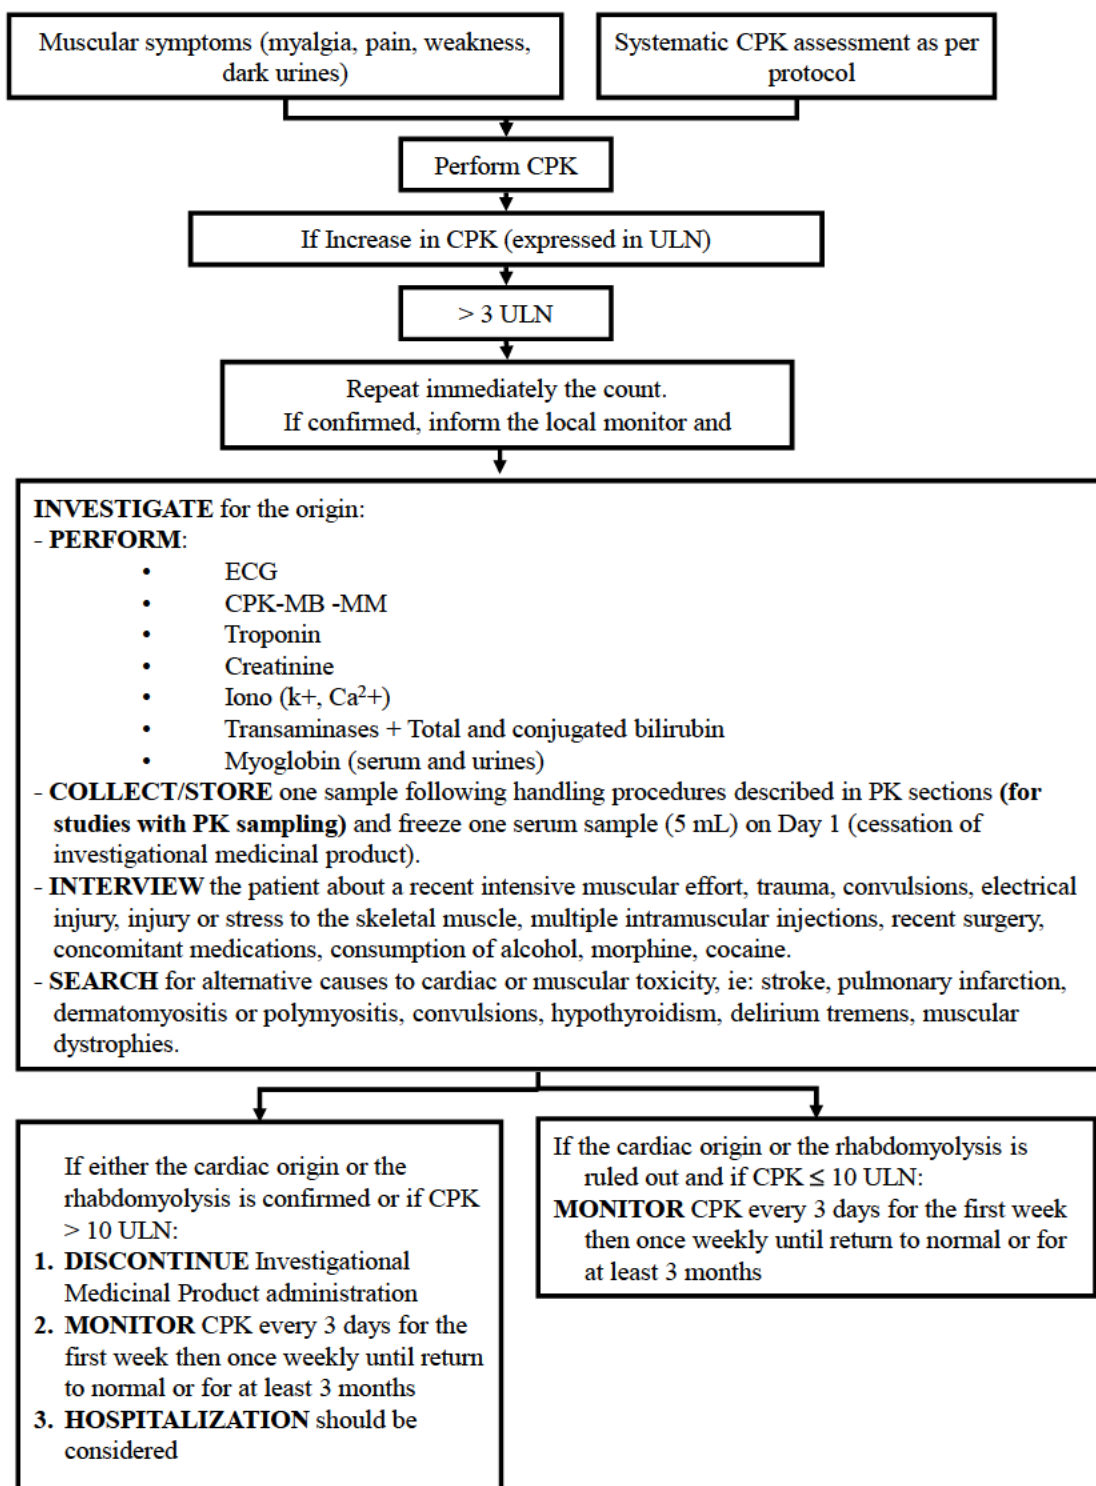 Muscular symptoms (myalgia, pain, weakness,
dark urines)
Systematic CPK assessment as per
protocol
Perform CPK
If Increase in CPK (expressed in ULN)
> 3 ULN
Repeat immediately the count.
If confirmed, inform the local monitor and
INVESTIGATE for the origin:
- PERFORM:
• ECG
• CPK-MB -MM
• Troponin
• Creatinine
• Iono (k+, Ca²+)
• Transaminases + Total and conjugated bilirubin
• Myoglobin (serum and urines)
- COLLECT/STORE one sample following handling procedures described in PK sections (for
studies with PK sampling) and freeze one serum sample (5 mL) on Day 1 (cessation of
investigational medicinal product).
- INTERVIEW the patient about a recent intensive muscular effort, trauma, convulsions, electrical
injury, injury or stress to the skeletal muscle, multiple intramuscular injections, recent surgery,
concomitant medications, consumption of alcohol, morphine, cocaine.
- SEARCH for alternative causes to cardiac or muscular toxicity, ie: stroke, pulmonary infarction,
dermatomyositis or polymyositis, convulsions, hypothyroidism, delirium tremens, muscular
dystrophies.
If either the cardiac origin or the
rhabdomyolysis is confirmed or if CPK
> 10 ULN:
1. DISCONTINUE Investigational
Medicinal Product administration
2. MONITOR CPK every 3 days for the
first week then once weekly until return
to normal or for at least 3 months
3. HOSPITALIZATION should be
considered
If the cardiac origin or the rhabdomyolysis is
ruled out and if CPK ≤ 10 ULN:
MONITOR CPK every 3 days for the first week
then once weekly until return to normal or for
at least 3 months